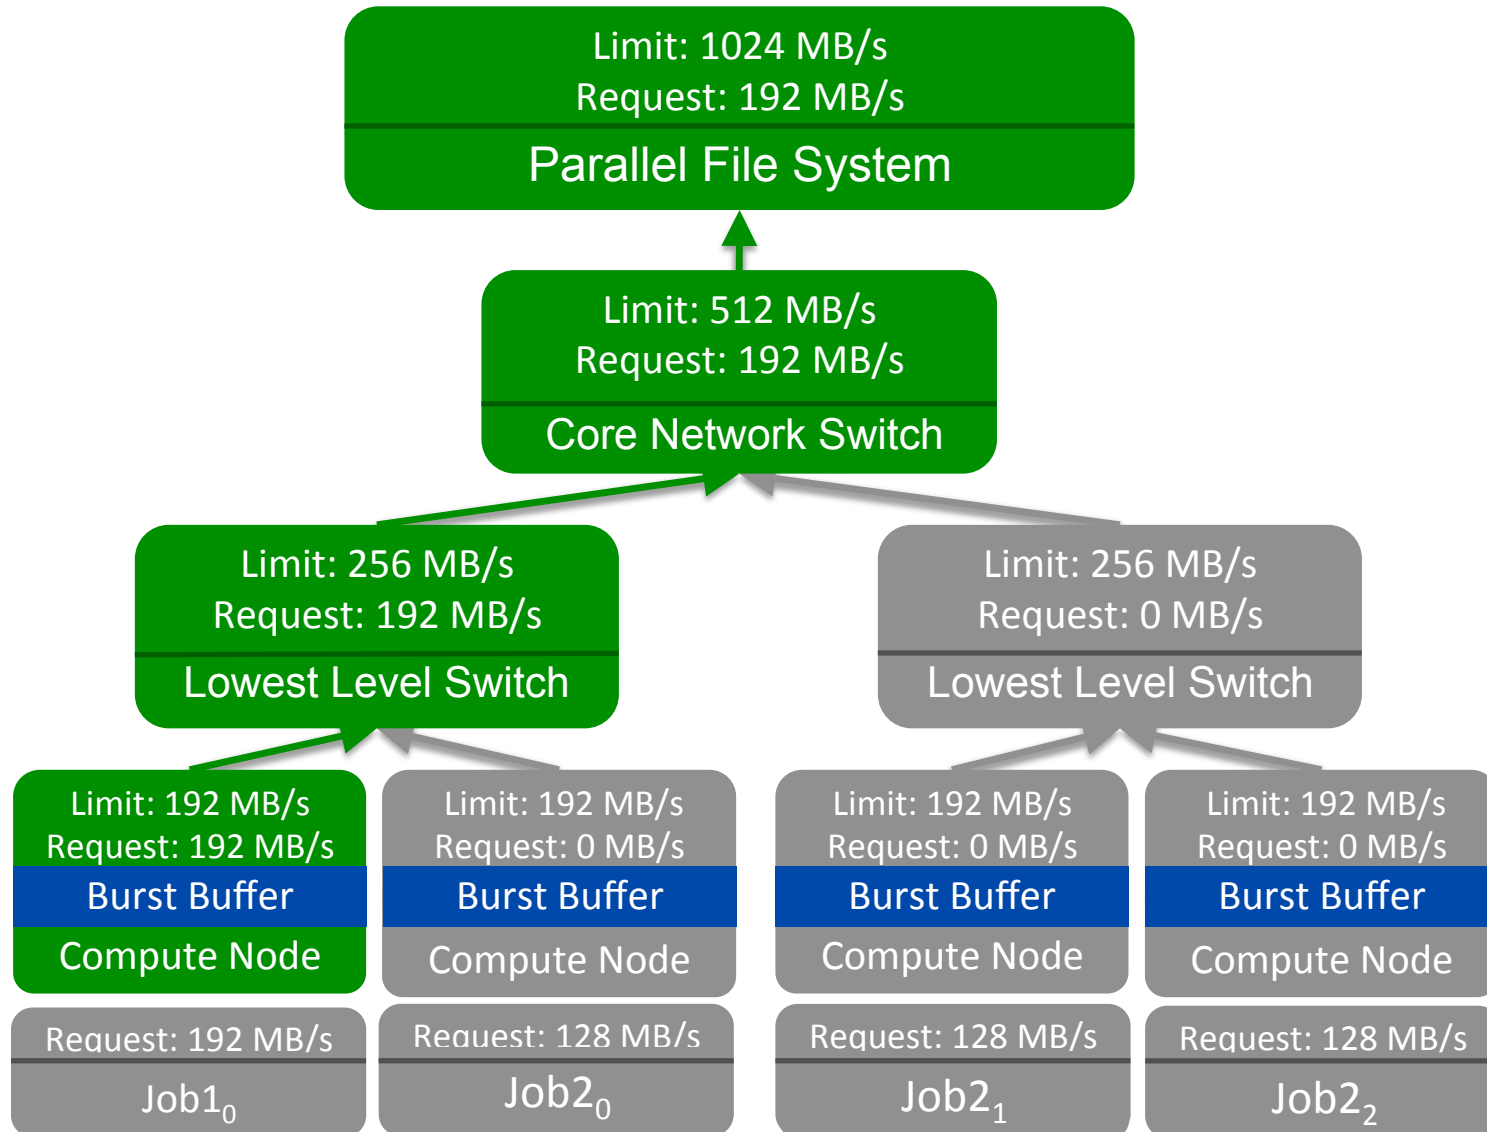 Limit: 1024 MB/s
Request: 192 MB/s
Parallel File System
Limit: 512 MB/s
Request: 192 MB/s
Core Network Switch
Limit: 256 MB/s
Request: 192 MB/s
Lowest Level Switch
Limit: 256 MB/s
Request: 0 MB/s
Lowest Level Switch
Limit: 192 MB/s
Request: 192 MB/s
Burst Buffer
Compute Node
Limit: 192 MB/s
Request: 0 MB/s
Burst Buffer
Compute Node
Limit: 192 MB/s
Request: 0 MB/s
Burst Buffer
Compute Node
Limit: 192 MB/s
Request: 0 MB/s
Burst Buffer
Compute Node
Request: 192 MB/s
Job1₀
Request: 128 MB/s
Job2₀
Request: 128 MB/s
Job2₁
Request: 128 MB/s
Job2₂